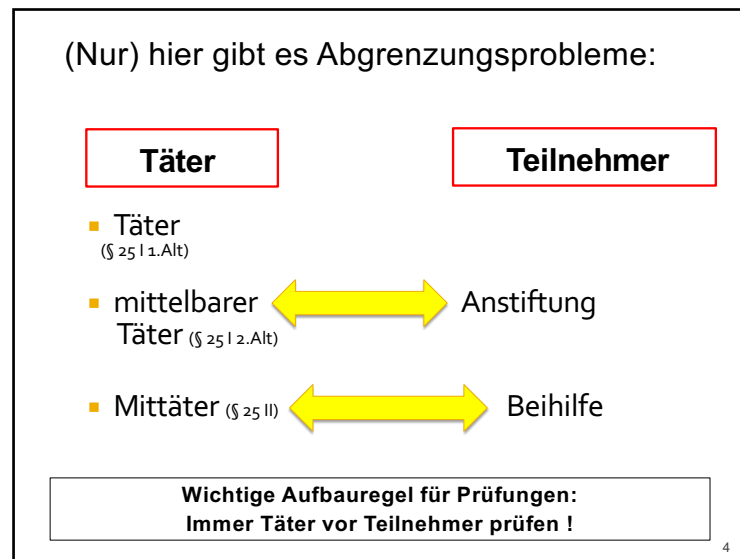 (Nur) hier gibt es Abgrenzungsprobleme:
Täter
Teilnehmer
Täter
(§ 25 I 1.Alt)
mittelbarer
Täter (§ 25 I 2.Alt)
Anstiftung
Mittäter (§ 25 II)
Beihilfe
Wichtige Aufbauregel für Prüfungen:
Immer Täter vor Teilnehmer prüfen !
4